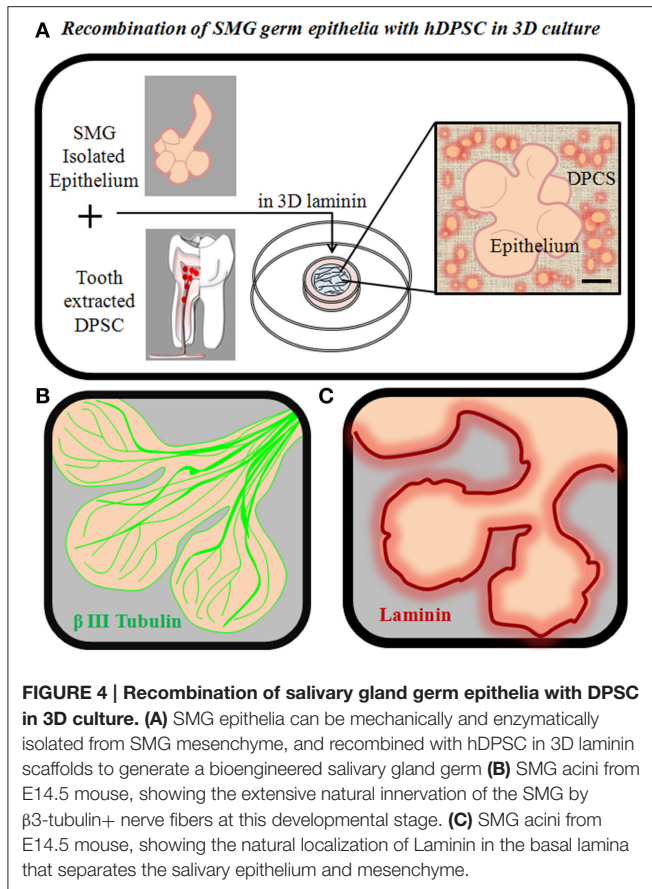 A Recombination of SMG germ epithelia with hDPSC in 3D culture
SMG
Isolated
Epithelium
+
Tooth
extracted
DPSC
in 3D laminin
DPCS
Epithelium
B
β III Tubulin
C
Laminin
FIGURE 4 | Recombination of salivary gland germ epithelia with DPSC
in 3D culture. (A) SMG epithelia can be mechanically and enzymatically
isolated from SMG mesenchyme, and recombined with hDPSC in 3D laminin
scaffolds to generate a bioengineered salivary gland germ (B) SMG acini from
E14.5 mouse, showing the extensive natural innervation of the SMG by
β3-tubulin+ nerve fibers at this developmental stage. (C) SMG acini from
E14.5 mouse, showing the natural localization of Laminin in the basal lamina
that separates the salivary epithelium and mesenchyme.